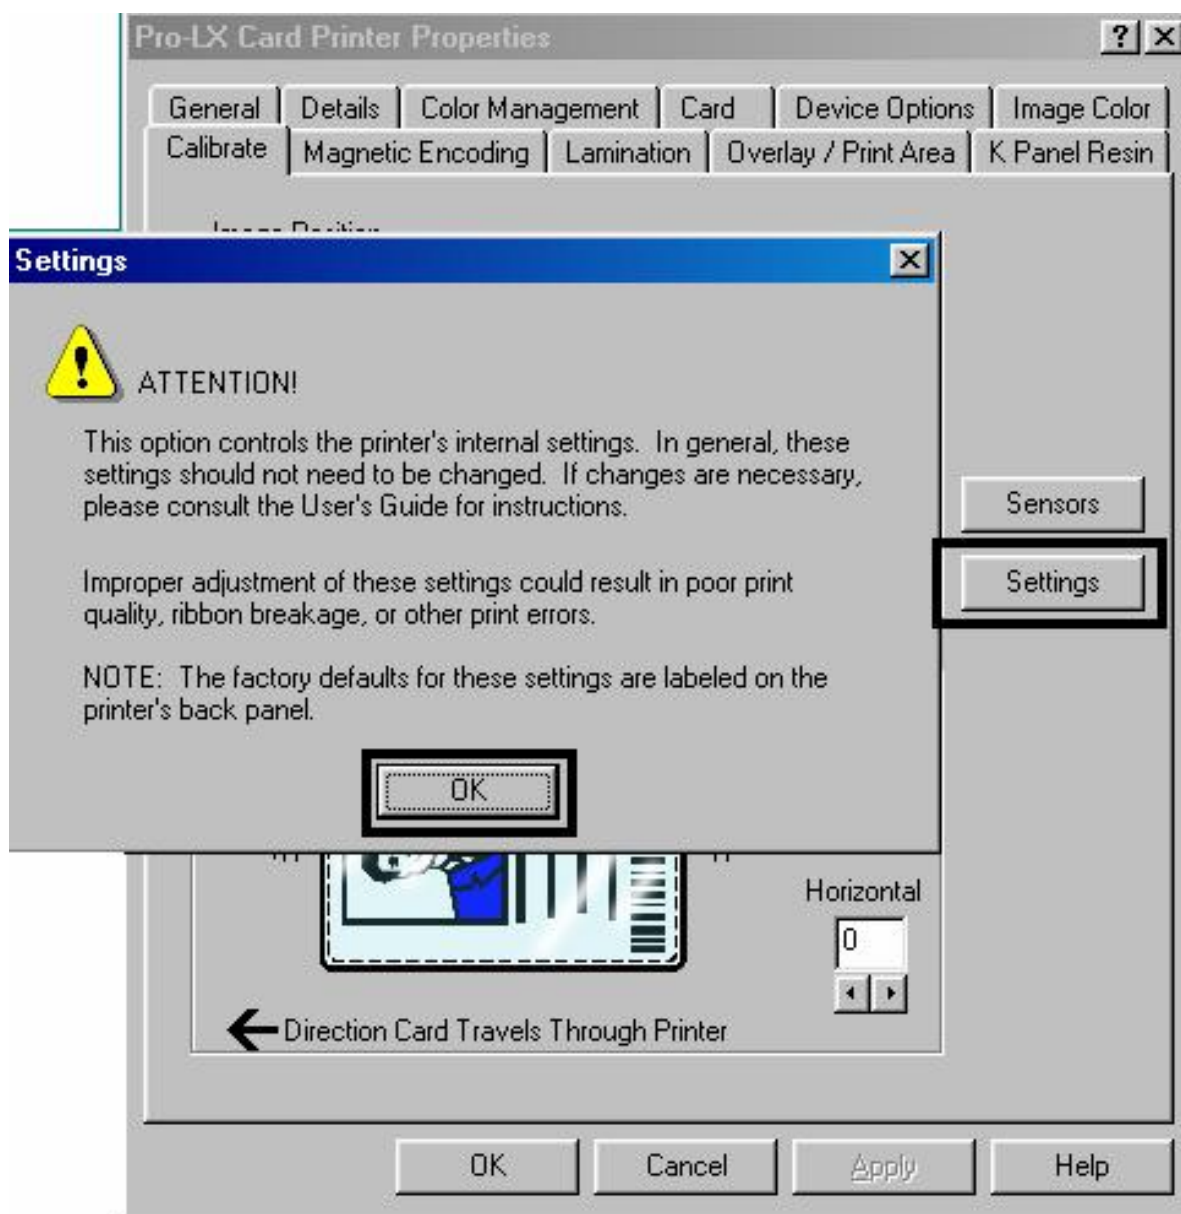 Pro-LX Card Printer Properties
General Details Color Management Card Device Options Image Color
Calibrate Magnetic Encoding Lamination Overlay / Print Area K Panel Resin
Image Position
Settings
ATTENTION!
This option controls the printer's internal settings. In general, these
settings should not need to be changed. If changes are necessary,
please consult the User's Guide for instructions.
Improper adjustment of these settings could result in poor print
quality, ribbon breakage, or other print errors.
NOTE: The factory defaults for these settings are labeled on the
printer's back panel.
OK
Sensors
Settings
Horizontal
0
Direction Card Travels Through Printer
OK Cancel Apply Help